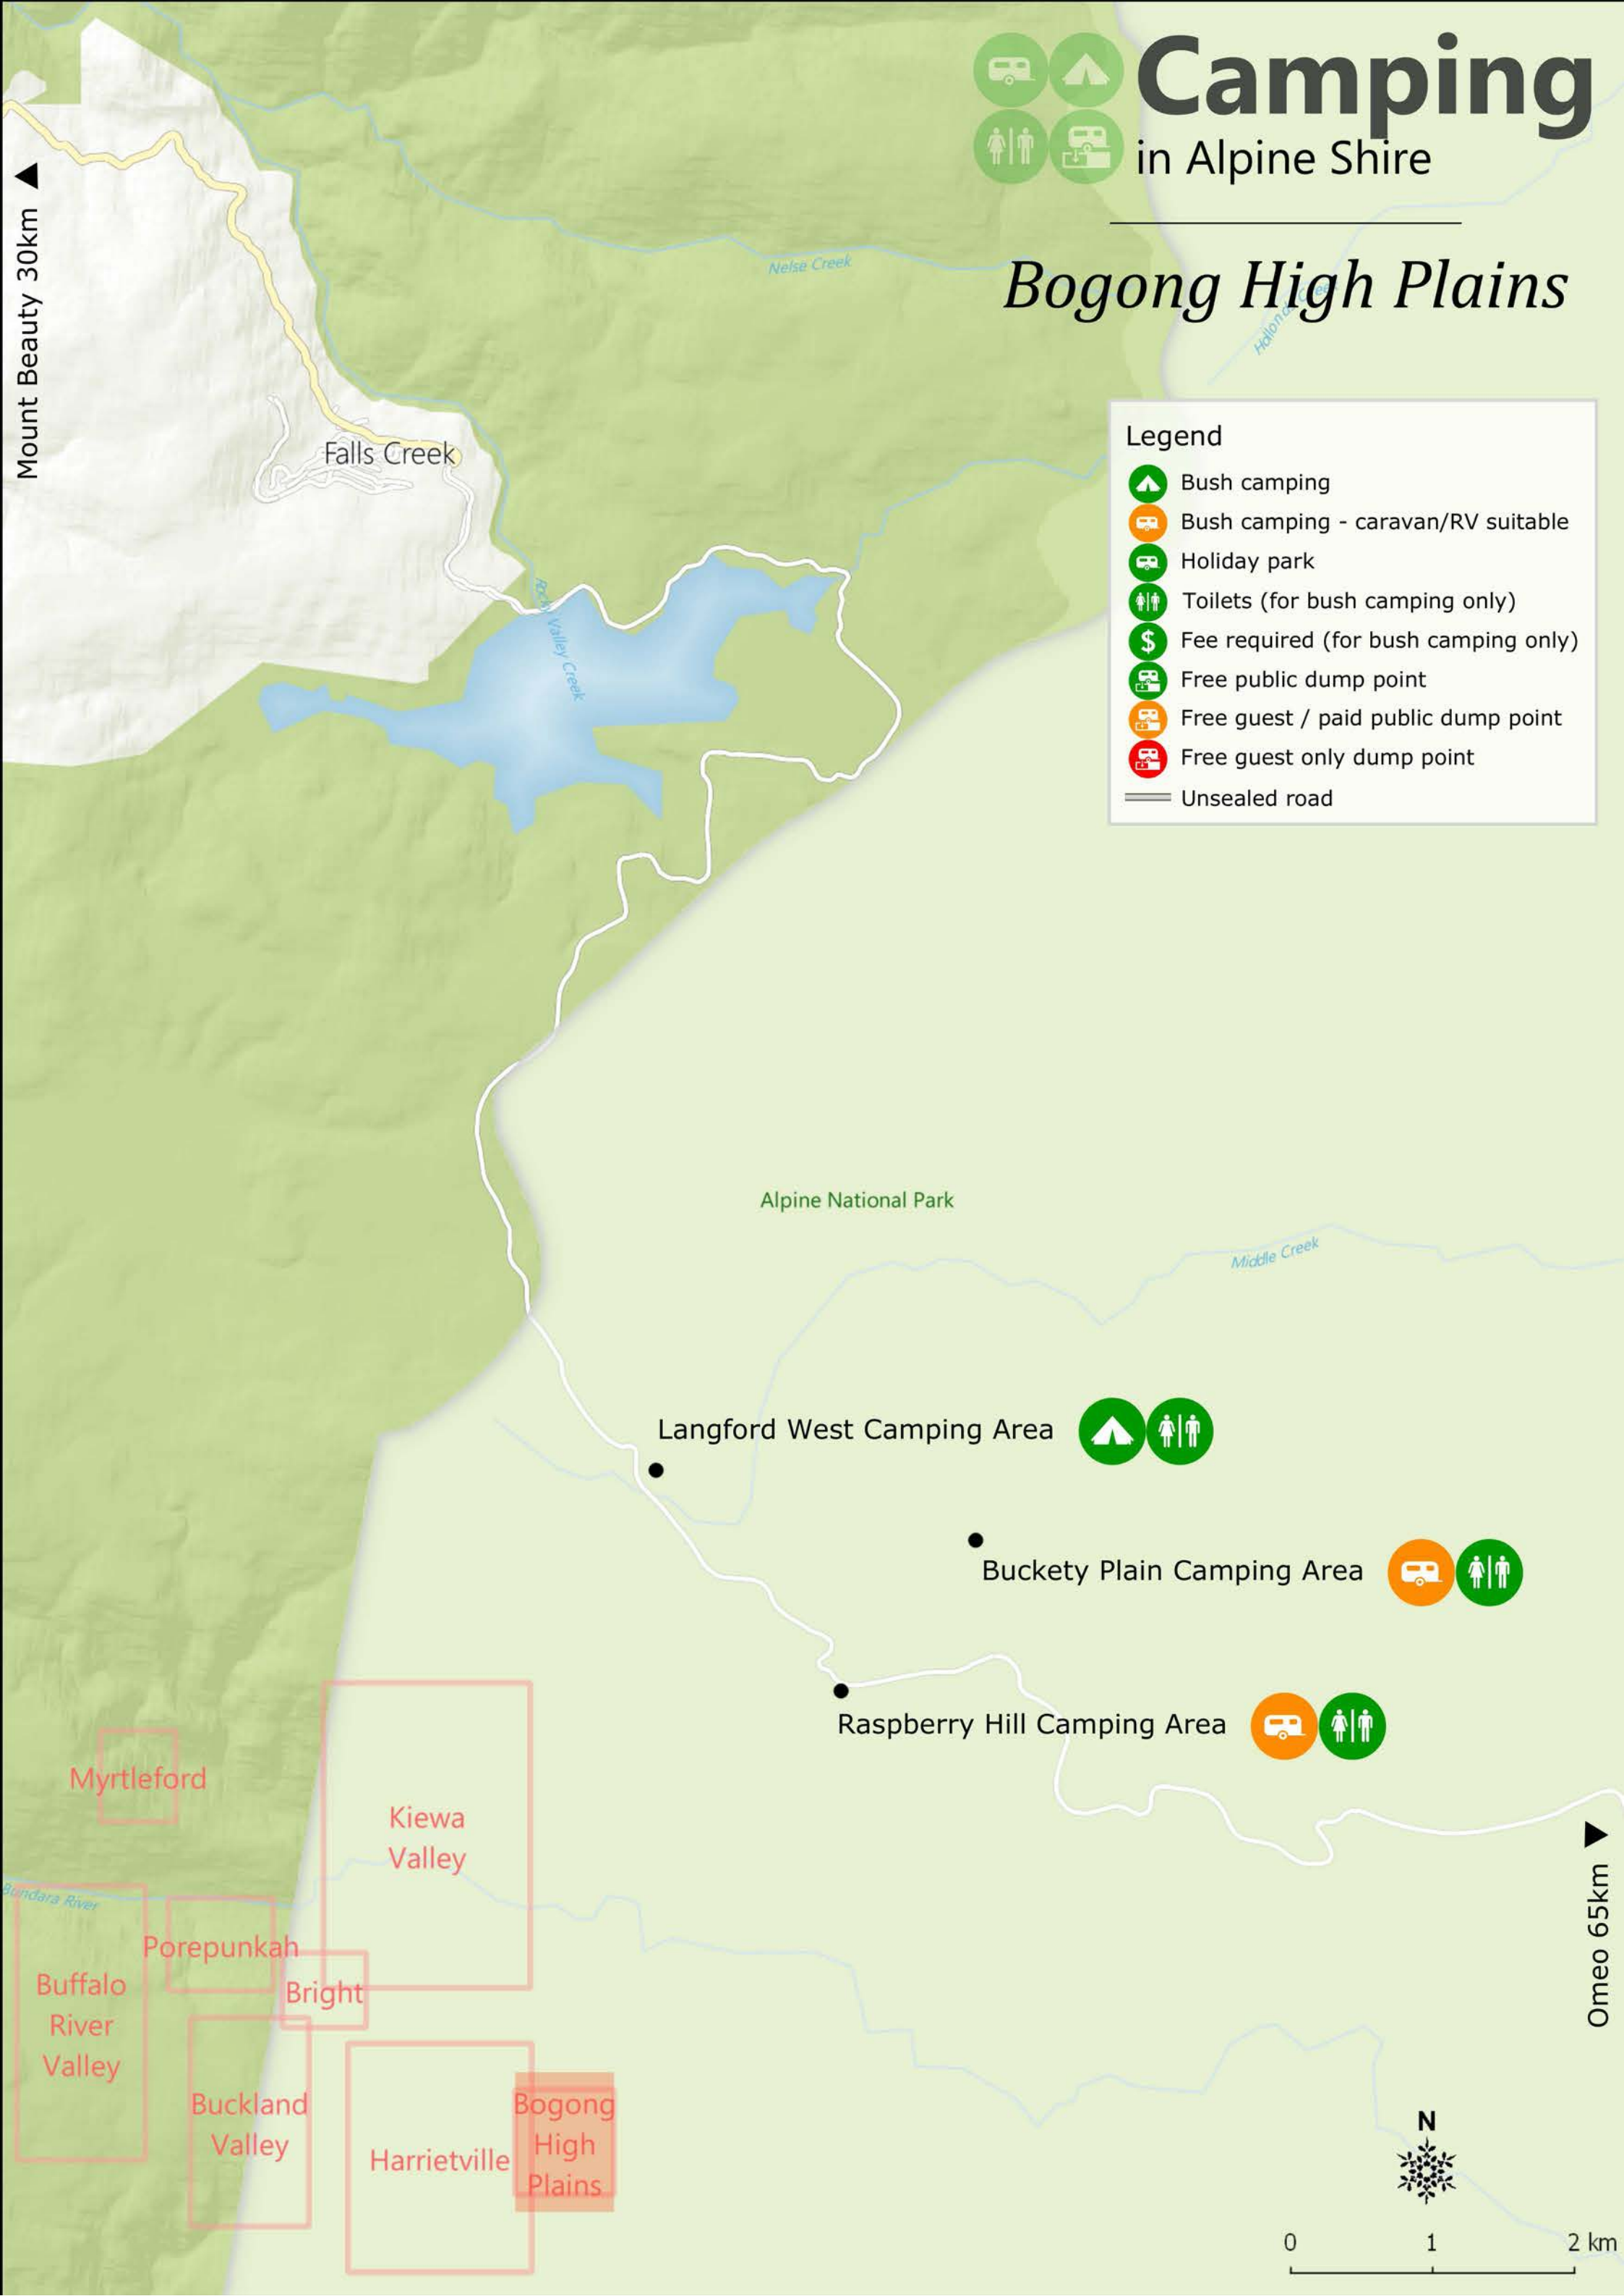 Camping
in Alpine Shire
Bogong High Plains
Mount Beauty 30km
Nelse Creek
Hollonds Creek
Falls Creek
Legend
Bush camping
Bush camping - caravan/RV suitable
Holiday park
Toilets (for bush camping only)
$ Fee required (for bush camping only)
Free public dump point
Free guest / paid public dump point
Free guest only dump point
Unsealed road
Rocky Valley Creek
Alpine National Park
Middle Creek
Langford West Camping Area
Buckety Plain Camping Area
Raspberry Hill Camping Area
Myrtleford
Kiewa
Valley
Bundara River
Porepunkah
Bright
Buffalo
River
Valley
Buckland
Valley
Harrietville
Bogong
High
Plains
Omeo 65km
N
0 1 2 km